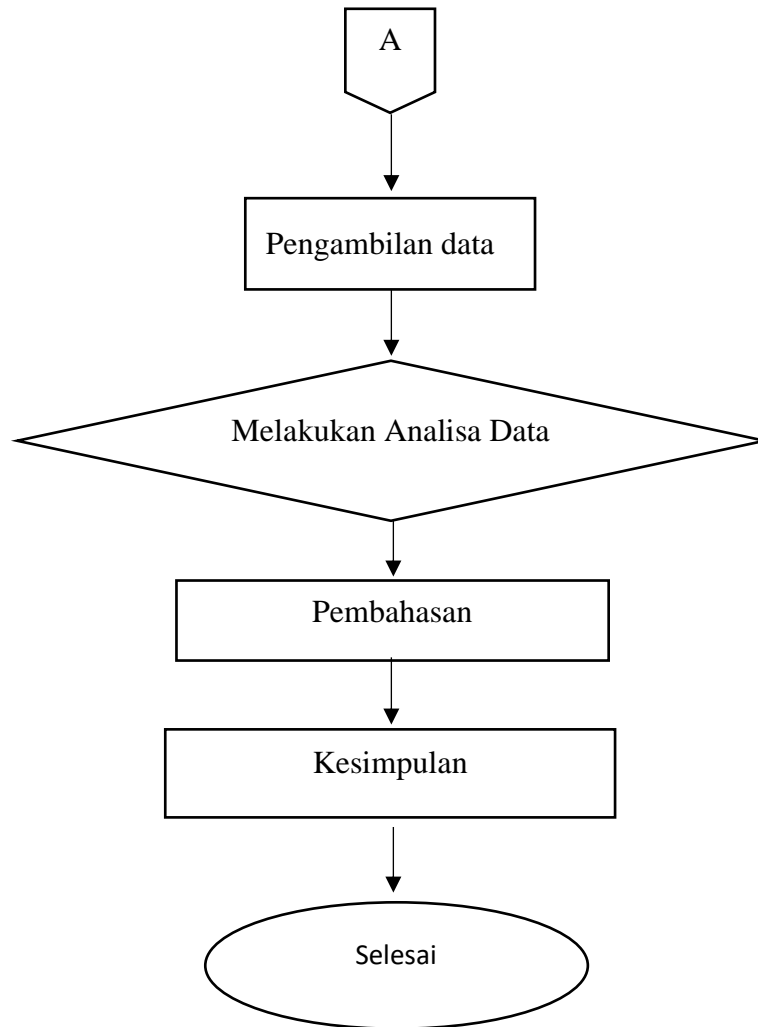 A
Pengambilan data
Melakukan Analisa Data
Pembahasan
Kesimpulan
Selesai